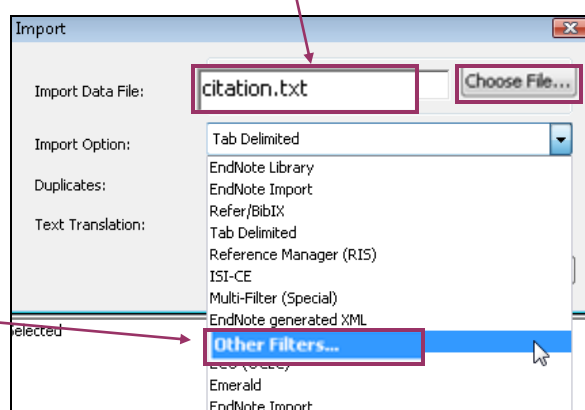 Import
Import Data File: citation.txt Choose File...
Import Option: Tab Delimited
EndNote Library
Duplicates:
EndNote Import
Refer/BibIX
Text Translation:
Tab Delimited
Reference Manager (RIS)
ISI-CE
Multi-Filter (Special)
EndNote generated XML
selected
Other Filters...
Emerald
EndNote Import